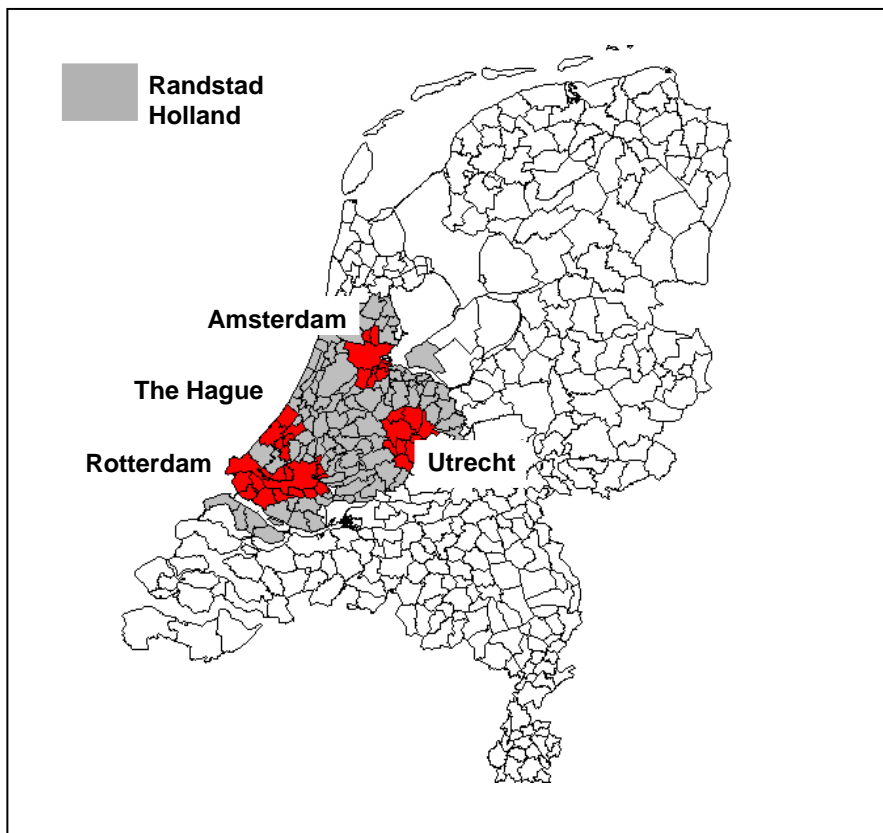 Randstad
Holland
Amsterdam
The Hague
Rotterdam
Utrecht